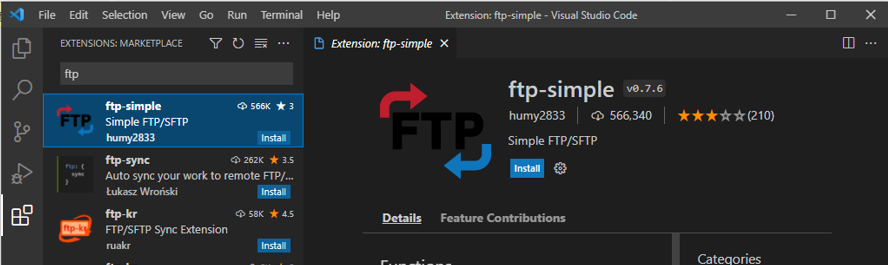 File Edit Selection View Go Run Terminal Help Extension: ftp-simple - Visual Studio Code
EXTENSIONS: MARKETPLACE
ftp
ftp-simple 566K 3
Simple FTP/SFTP
humy2833 Install
ftp-sync 262K 3.5
Auto sync your work to remote FTP/...
Łukasz Wroński Install
ftp-kr 58K 4.5
FTP/SFTP Sync Extension
ruakr Install
Extension: ftp-simple
FTP
ftp-simple v0.7.6
humy2833 566,340 (210)
Simple FTP/SFTP
Install
Details Feature Contributions
Functions
Categories